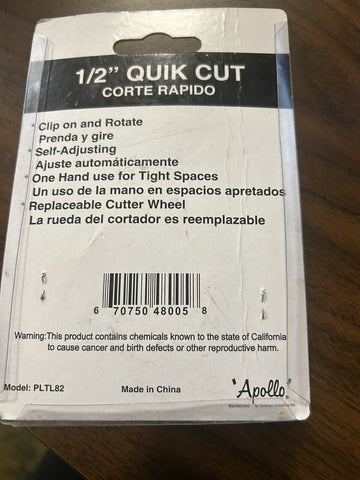 1/2” QUIK CUT
CORTE RAPIDO
* Clip on and Rotate
Prenda y gire
* Self-Adjusting
Ajuste automáticamente
* One Hand use for Tight Spaces
Un uso de la mano en espacios apretados
* Replaceable Cutter Wheel
La rueda del cortador es reemplazable
6 70750 48005 8
Warning:This product contains chemicals known to the state of California
to cause cancer and birth defects or other reproductive harm.
Model: PLTL82 Made in China "Apollo"
Manufactured